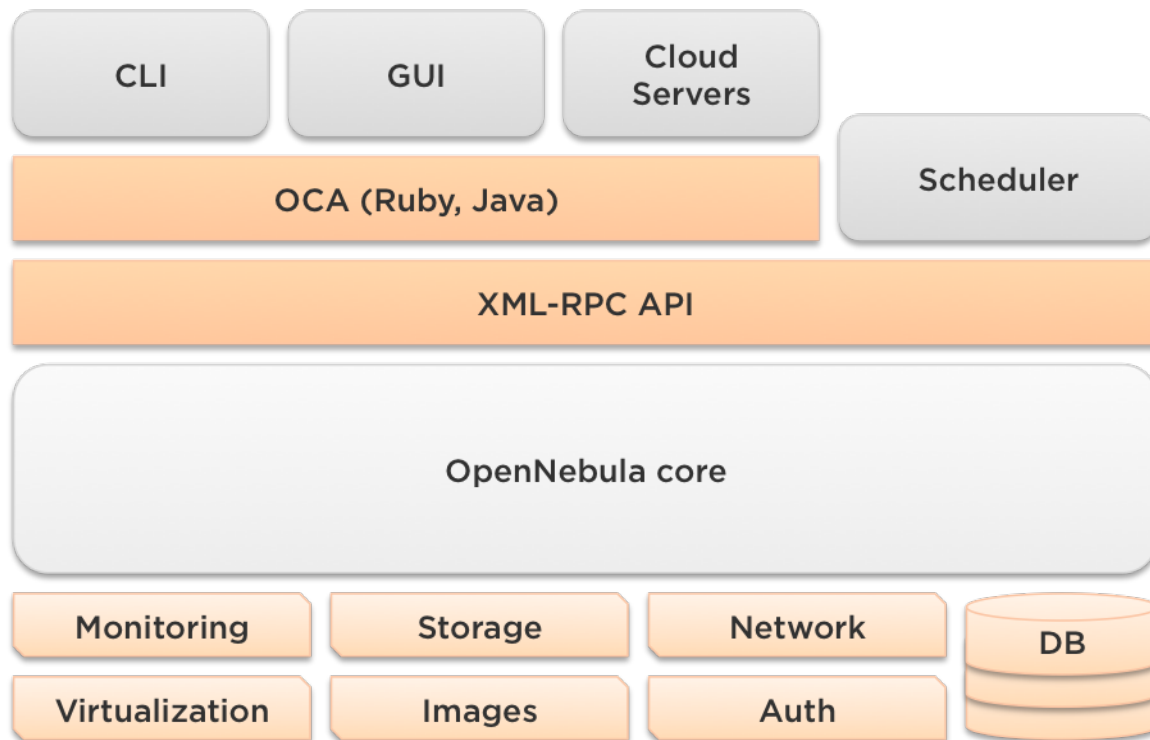 CLI
GUI
Cloud
Servers
Scheduler
OCA (Ruby, Java)
XML-RPC API
OpenNebula core
Monitoring
Storage
Network
DB
Virtualization
Images
Auth